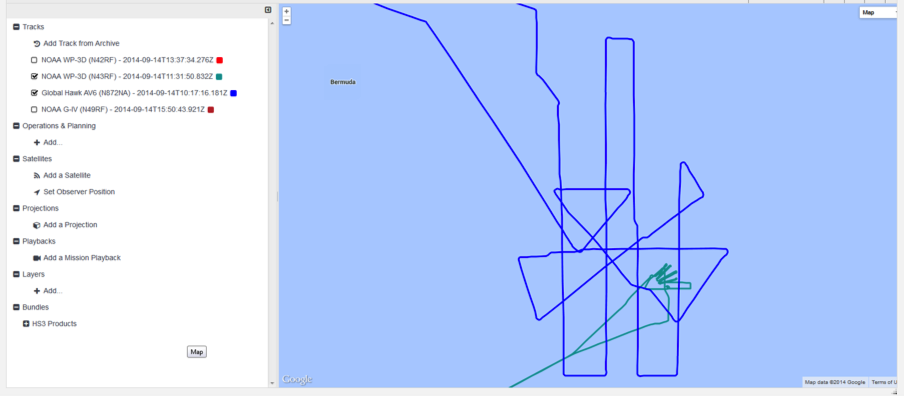 Tracks
Add Track from Archive
NOAA WP-3D (N42RF) - 2014-09-14T13:37:34.276Z
NOAA WP-3D (N43RF) - 2014-09-14T11:31:50.832Z
Global Hawk AV6 (N872NA) - 2014-09-14T10:17:16.181Z
NOAA G-IV (N49RF) - 2014-09-14T15:50:43.921Z
Operations & Planning
Add...
Satellites
Add a Satellite
Set Observer Position
Projections
Add a Projection
Playbacks
Add a Mission Playback
Layers
Add...
Bundles
HS3 Products
Map
+
−
Map
Bermuda
Google
Map data ©2014 Google
Terms of U